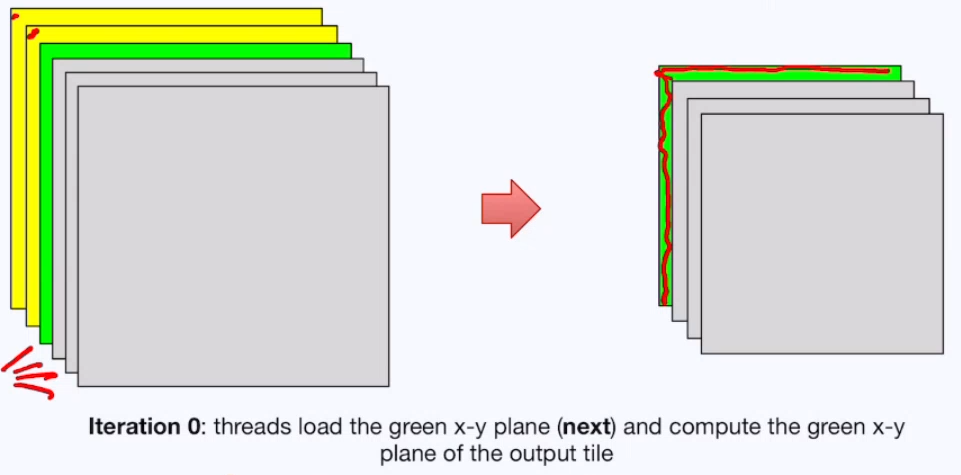 Iteration 0: threads load the green x-y plane (next) and compute the green x-y
plane of the output tile